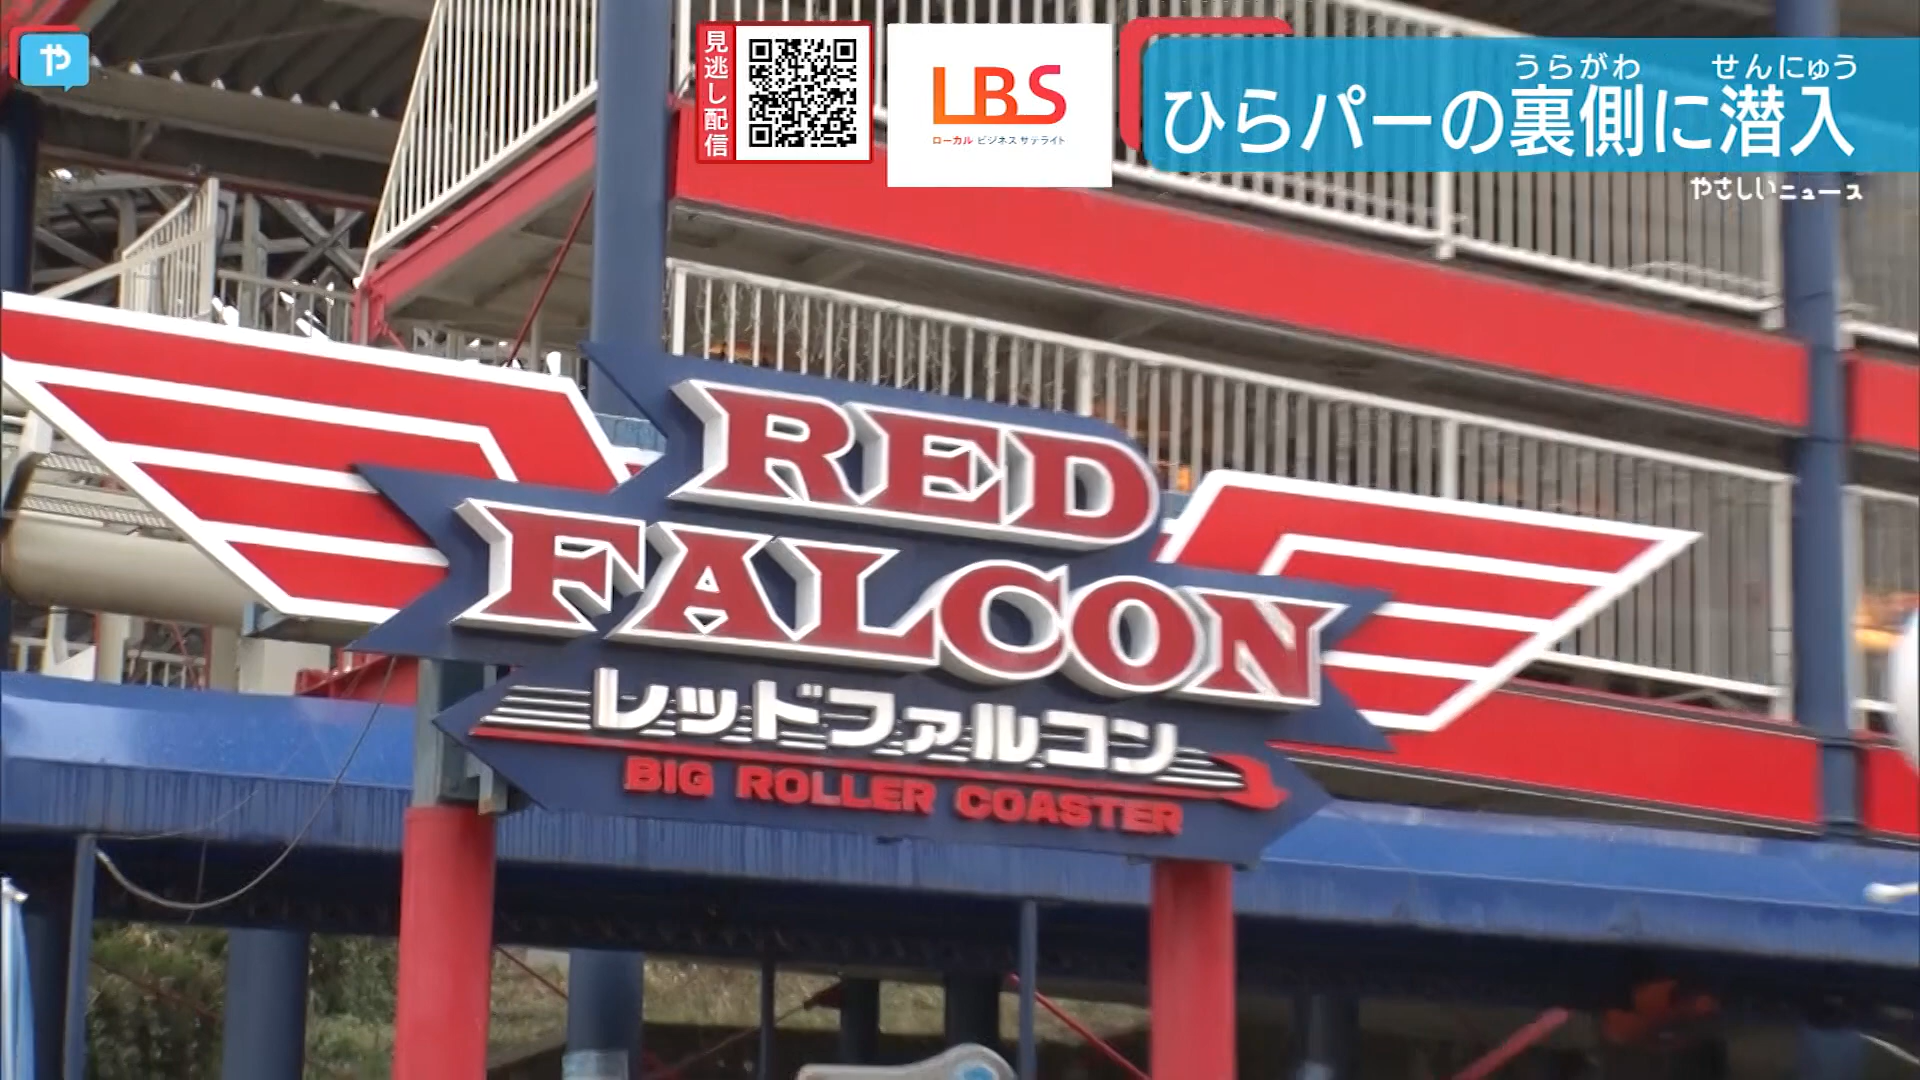 や
見逃し配信
LBS
ローカル ビジネス サテライト
うらがわ せんにゅう
ひらパーの裏側に潜入
やさしいニュース
RED
FALCON
レッドファルコン
BIG ROLLER COASTER